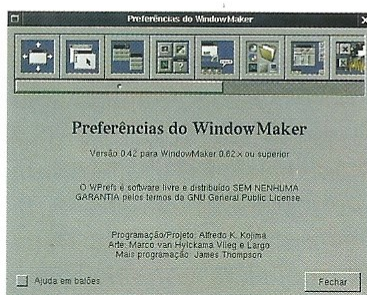 Preferências do WindowMaker
Preferências do WindowMaker
Versão 0.42 para WindowMaker 0.62.x ou superior
O WPrefs é software livre e distribuído SEM NENHUMA
GARANTIA pelos termos da GNU General Public License
Programação/Projeto: Alfredo K. Kojima
Arte: Marco van Hylckama Vlieg e Largo
Mais programação: James Thompson
Ajuda em balões
Fechar